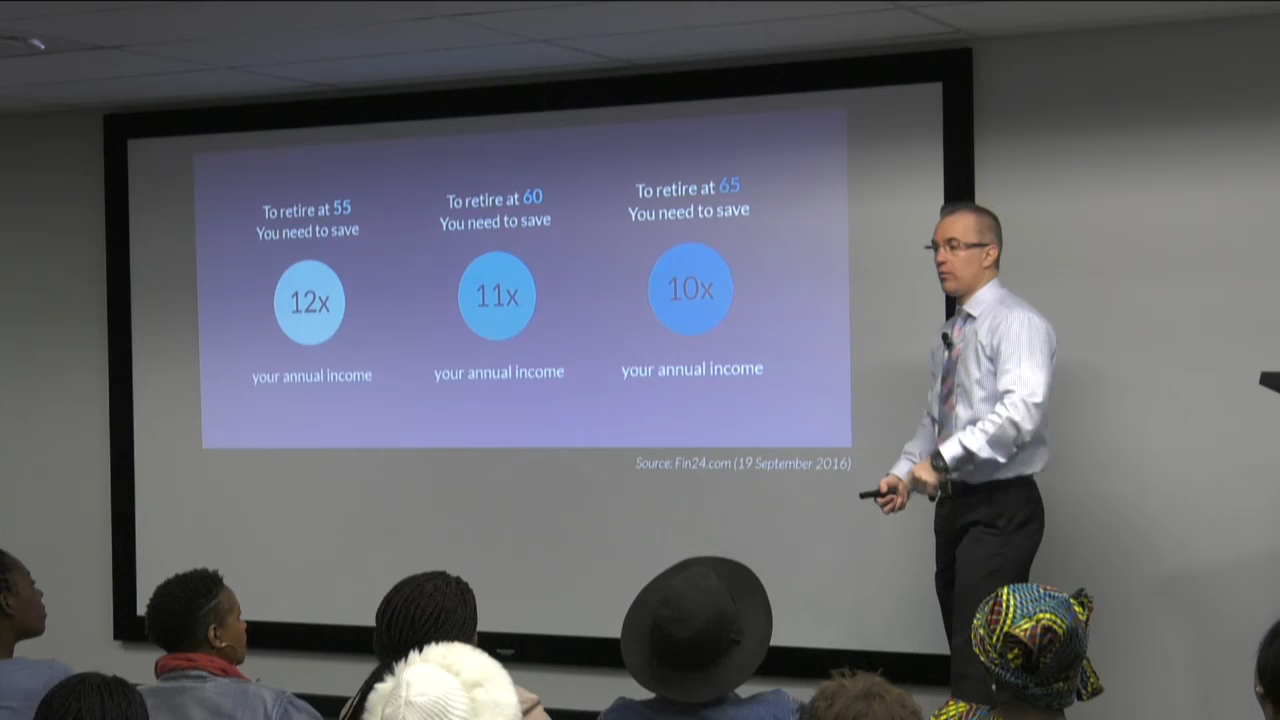 To retire at 55
You need to save
12x
your annual income
To retire at 60
You need to save
11x
your annual income
To retire at 65
You need to save
10x
your annual income
Source: Fin24.com (19 September 2016)